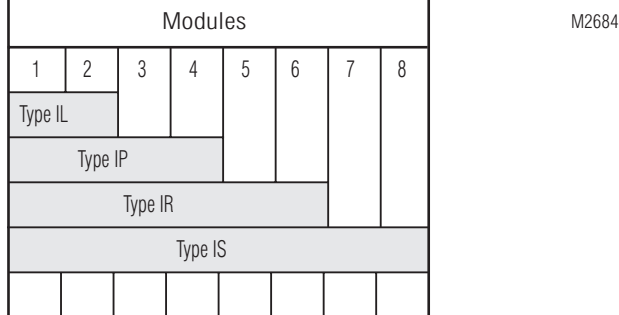 Modules
M2684
1 2 3 4 5 6 7 8
Type IL
Type IP
Type IR
Type IS